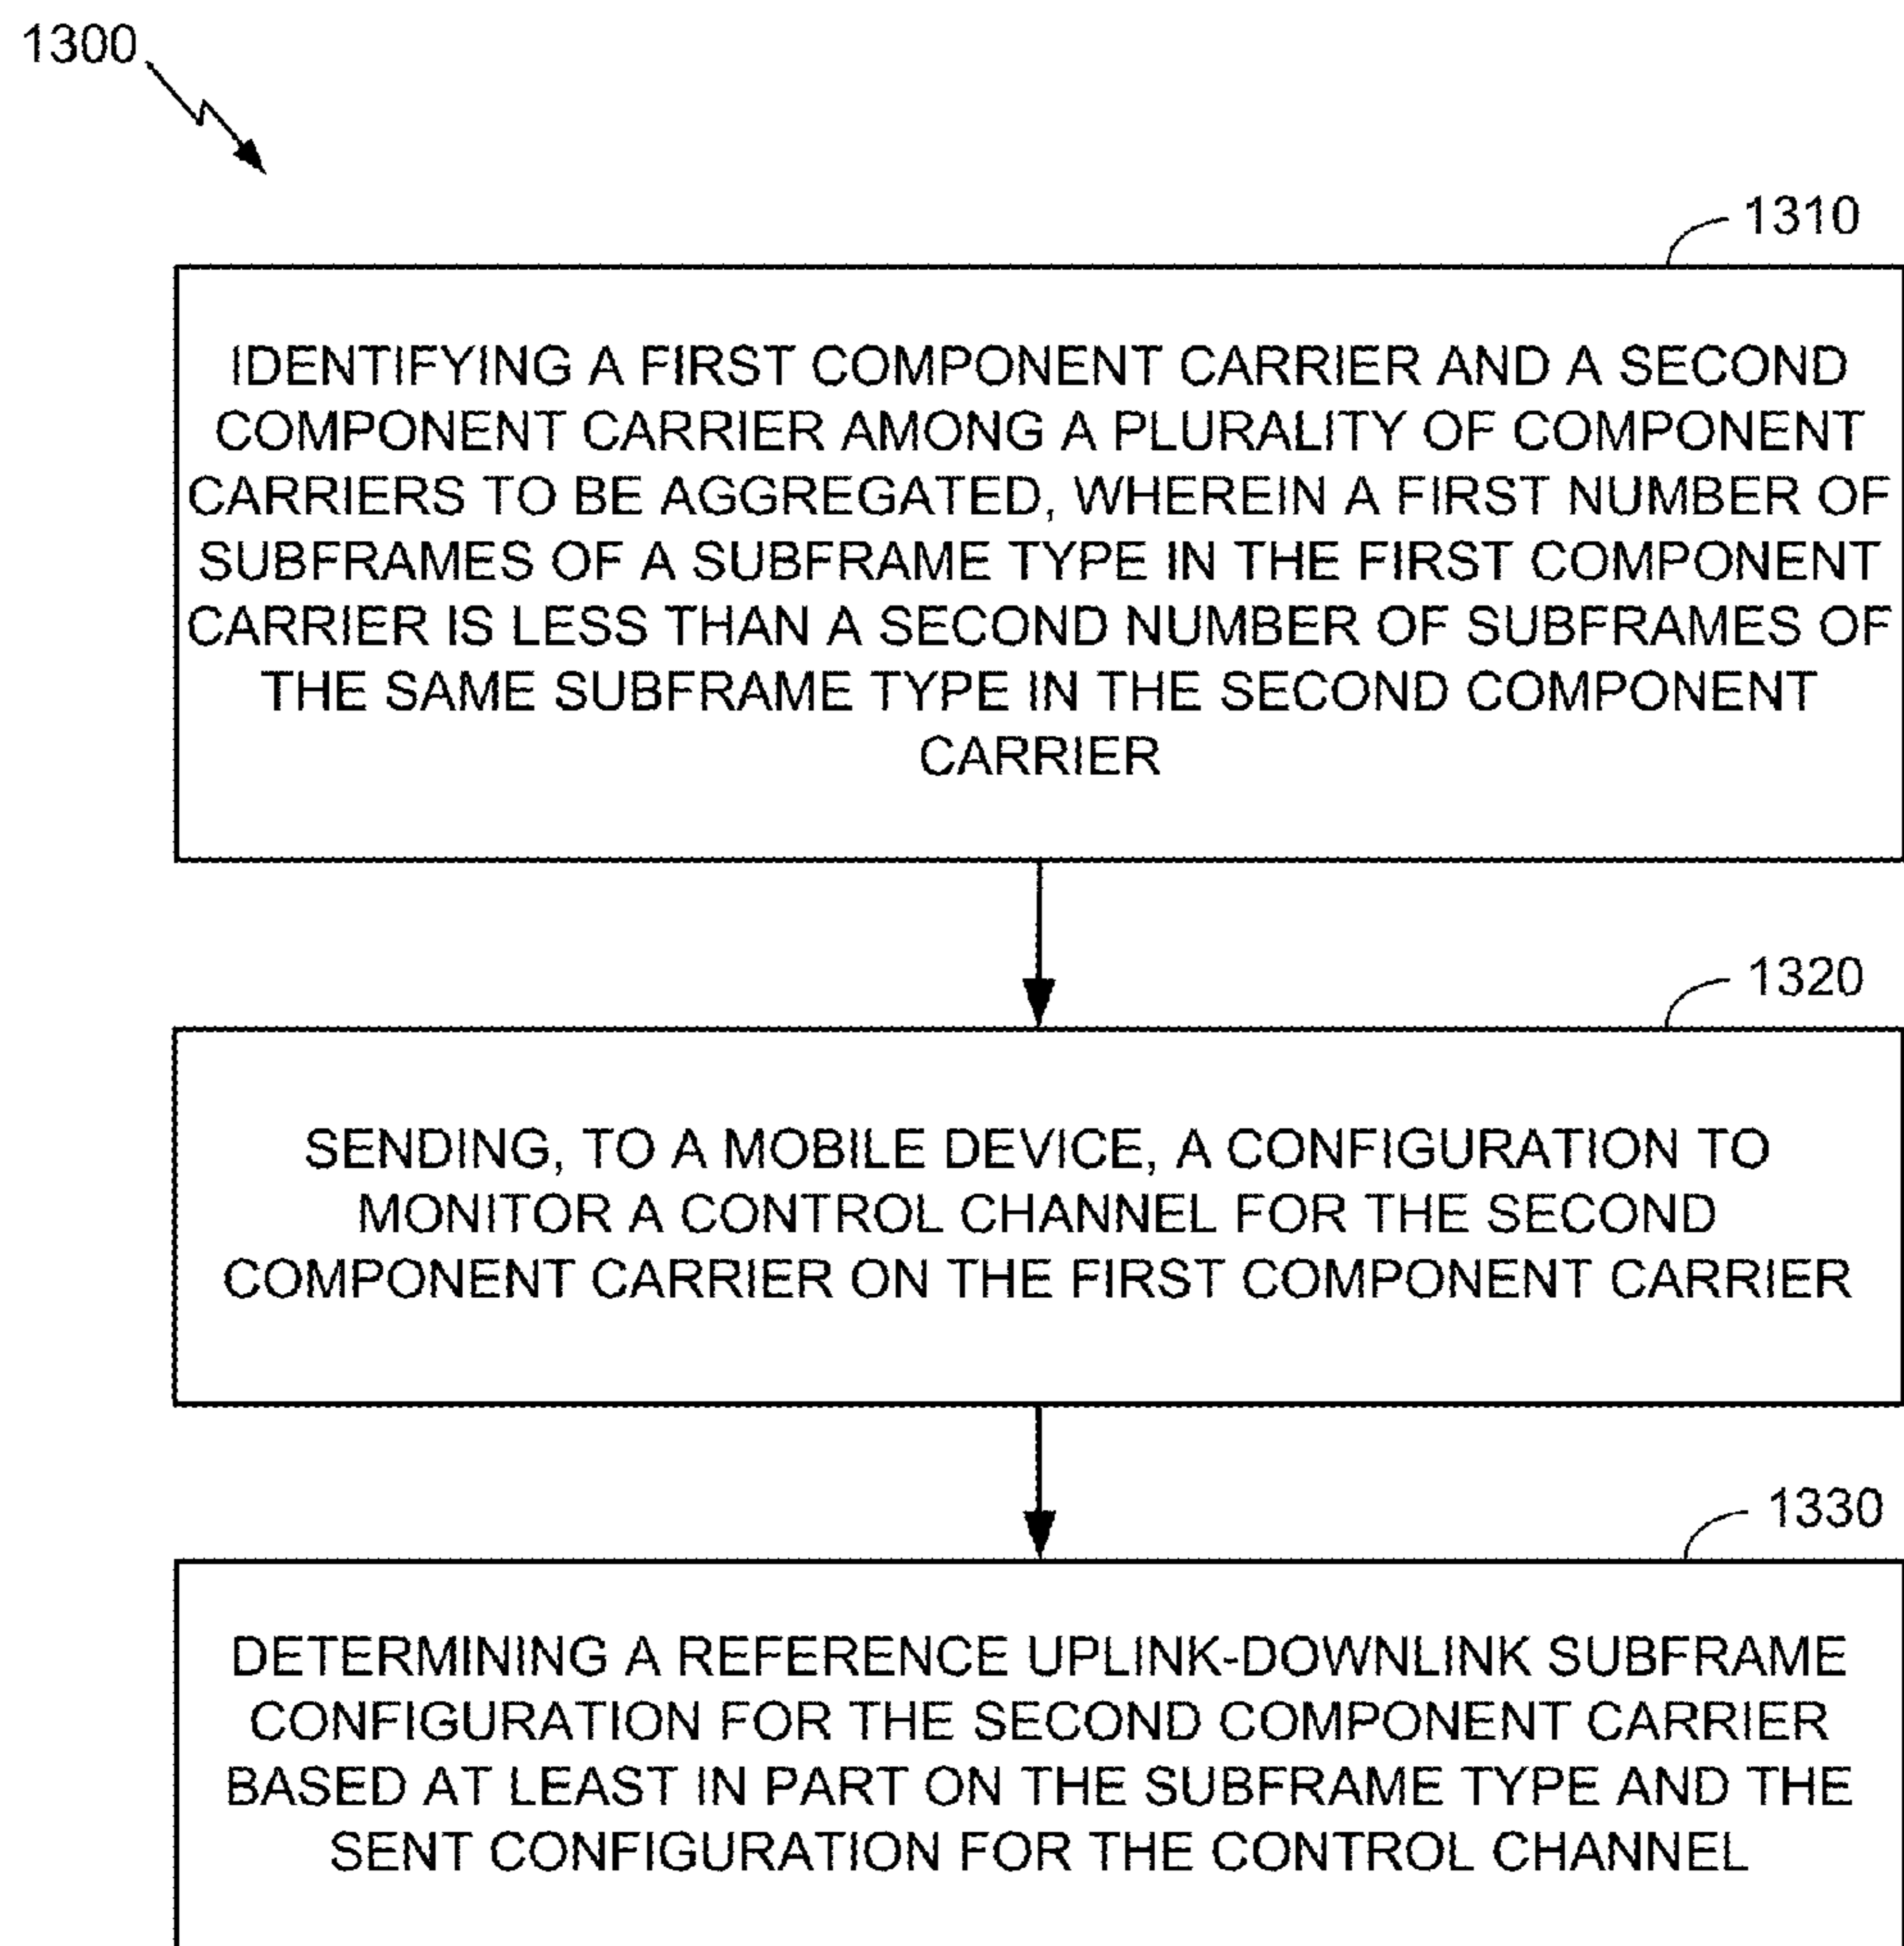 1300
1310
IDENTIFYING A FIRST COMPONENT CARRIER AND A SECOND
COMPONENT CARRIER AMONG A PLURALITY OF COMPONENT
CARRIERS TO BE AGGREGATED, WHEREIN A FIRST NUMBER OF
SUBFRAMES OF A SUBFRAME TYPE IN THE FIRST COMPONENT
CARRIER IS LESS THAN A SECOND NUMBER OF SUBFRAMES OF
THE SAME SUBFRAME TYPE IN THE SECOND COMPONENT
CARRIER
1320
SENDING, TO A MOBILE DEVICE, A CONFIGURATION TO
MONITOR A CONTROL CHANNEL FOR THE SECOND
COMPONENT CARRIER ON THE FIRST COMPONENT CARRIER
1330
DETERMINING A REFERENCE UPLINK-DOWNLINK SUBFRAME
CONFIGURATION FOR THE SECOND COMPONENT CARRIER
BASED AT LEAST IN PART ON THE SUBFRAME TYPE AND THE
SENT CONFIGURATION FOR THE CONTROL CHANNEL